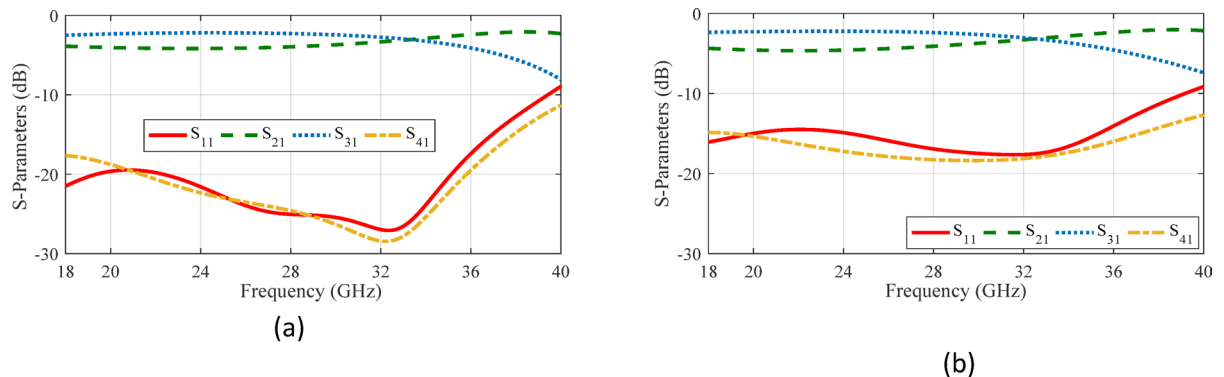 0
-10
-20
-30
S-Parameters (dB)
S11 S21 S31 S41
18 20 24 28 32 36 40
Frequency (GHz)
(a)
0
-10
-20
-30
S-Parameters (dB)
S11 S21 S31 S41
18 20 24 28 32 36 40
Frequency (GHz)
(b)